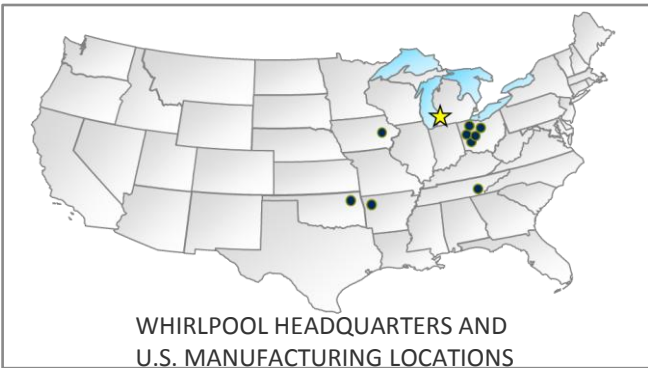 WHIRLPOOL HEADQUARTERS AND
U.S. MANUFACTURING LOCATIONS